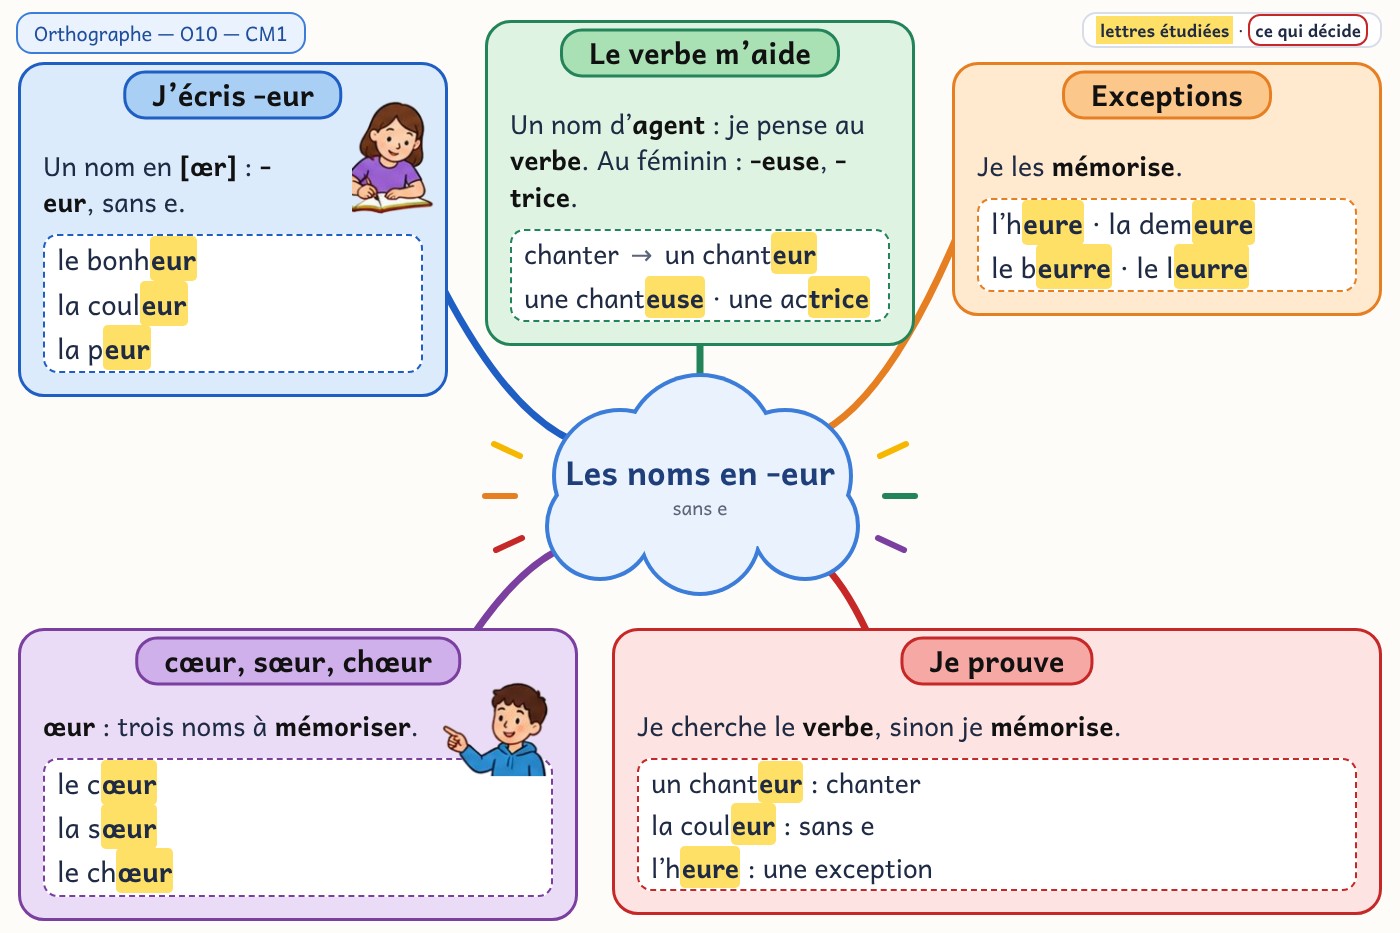 Orthographe — O10 — CM1
lettres étudiées · ce qui décide
J’écris -eur
Un nom en [œr] : -
eur, sans e.
le bonheur
la couleur
la peur
Le verbe m’aide
Un nom d’agent : je pense au
verbe. Au féminin : -euse, -
trice.
chanter → un chanteur
une chanteuse · une actrice
Exceptions
Je les mémorise.
l’heure · la demeure
le beurre · le leurre
Les noms en -eur
sans e
cœur, sœur, chœur
œur : trois noms à mémoriser.
le cœur
la sœur
le chœur
Je prouve
Je cherche le verbe, sinon je mémorise.
un chanteur : chanter
la couleur : sans e
l’heure : une exception